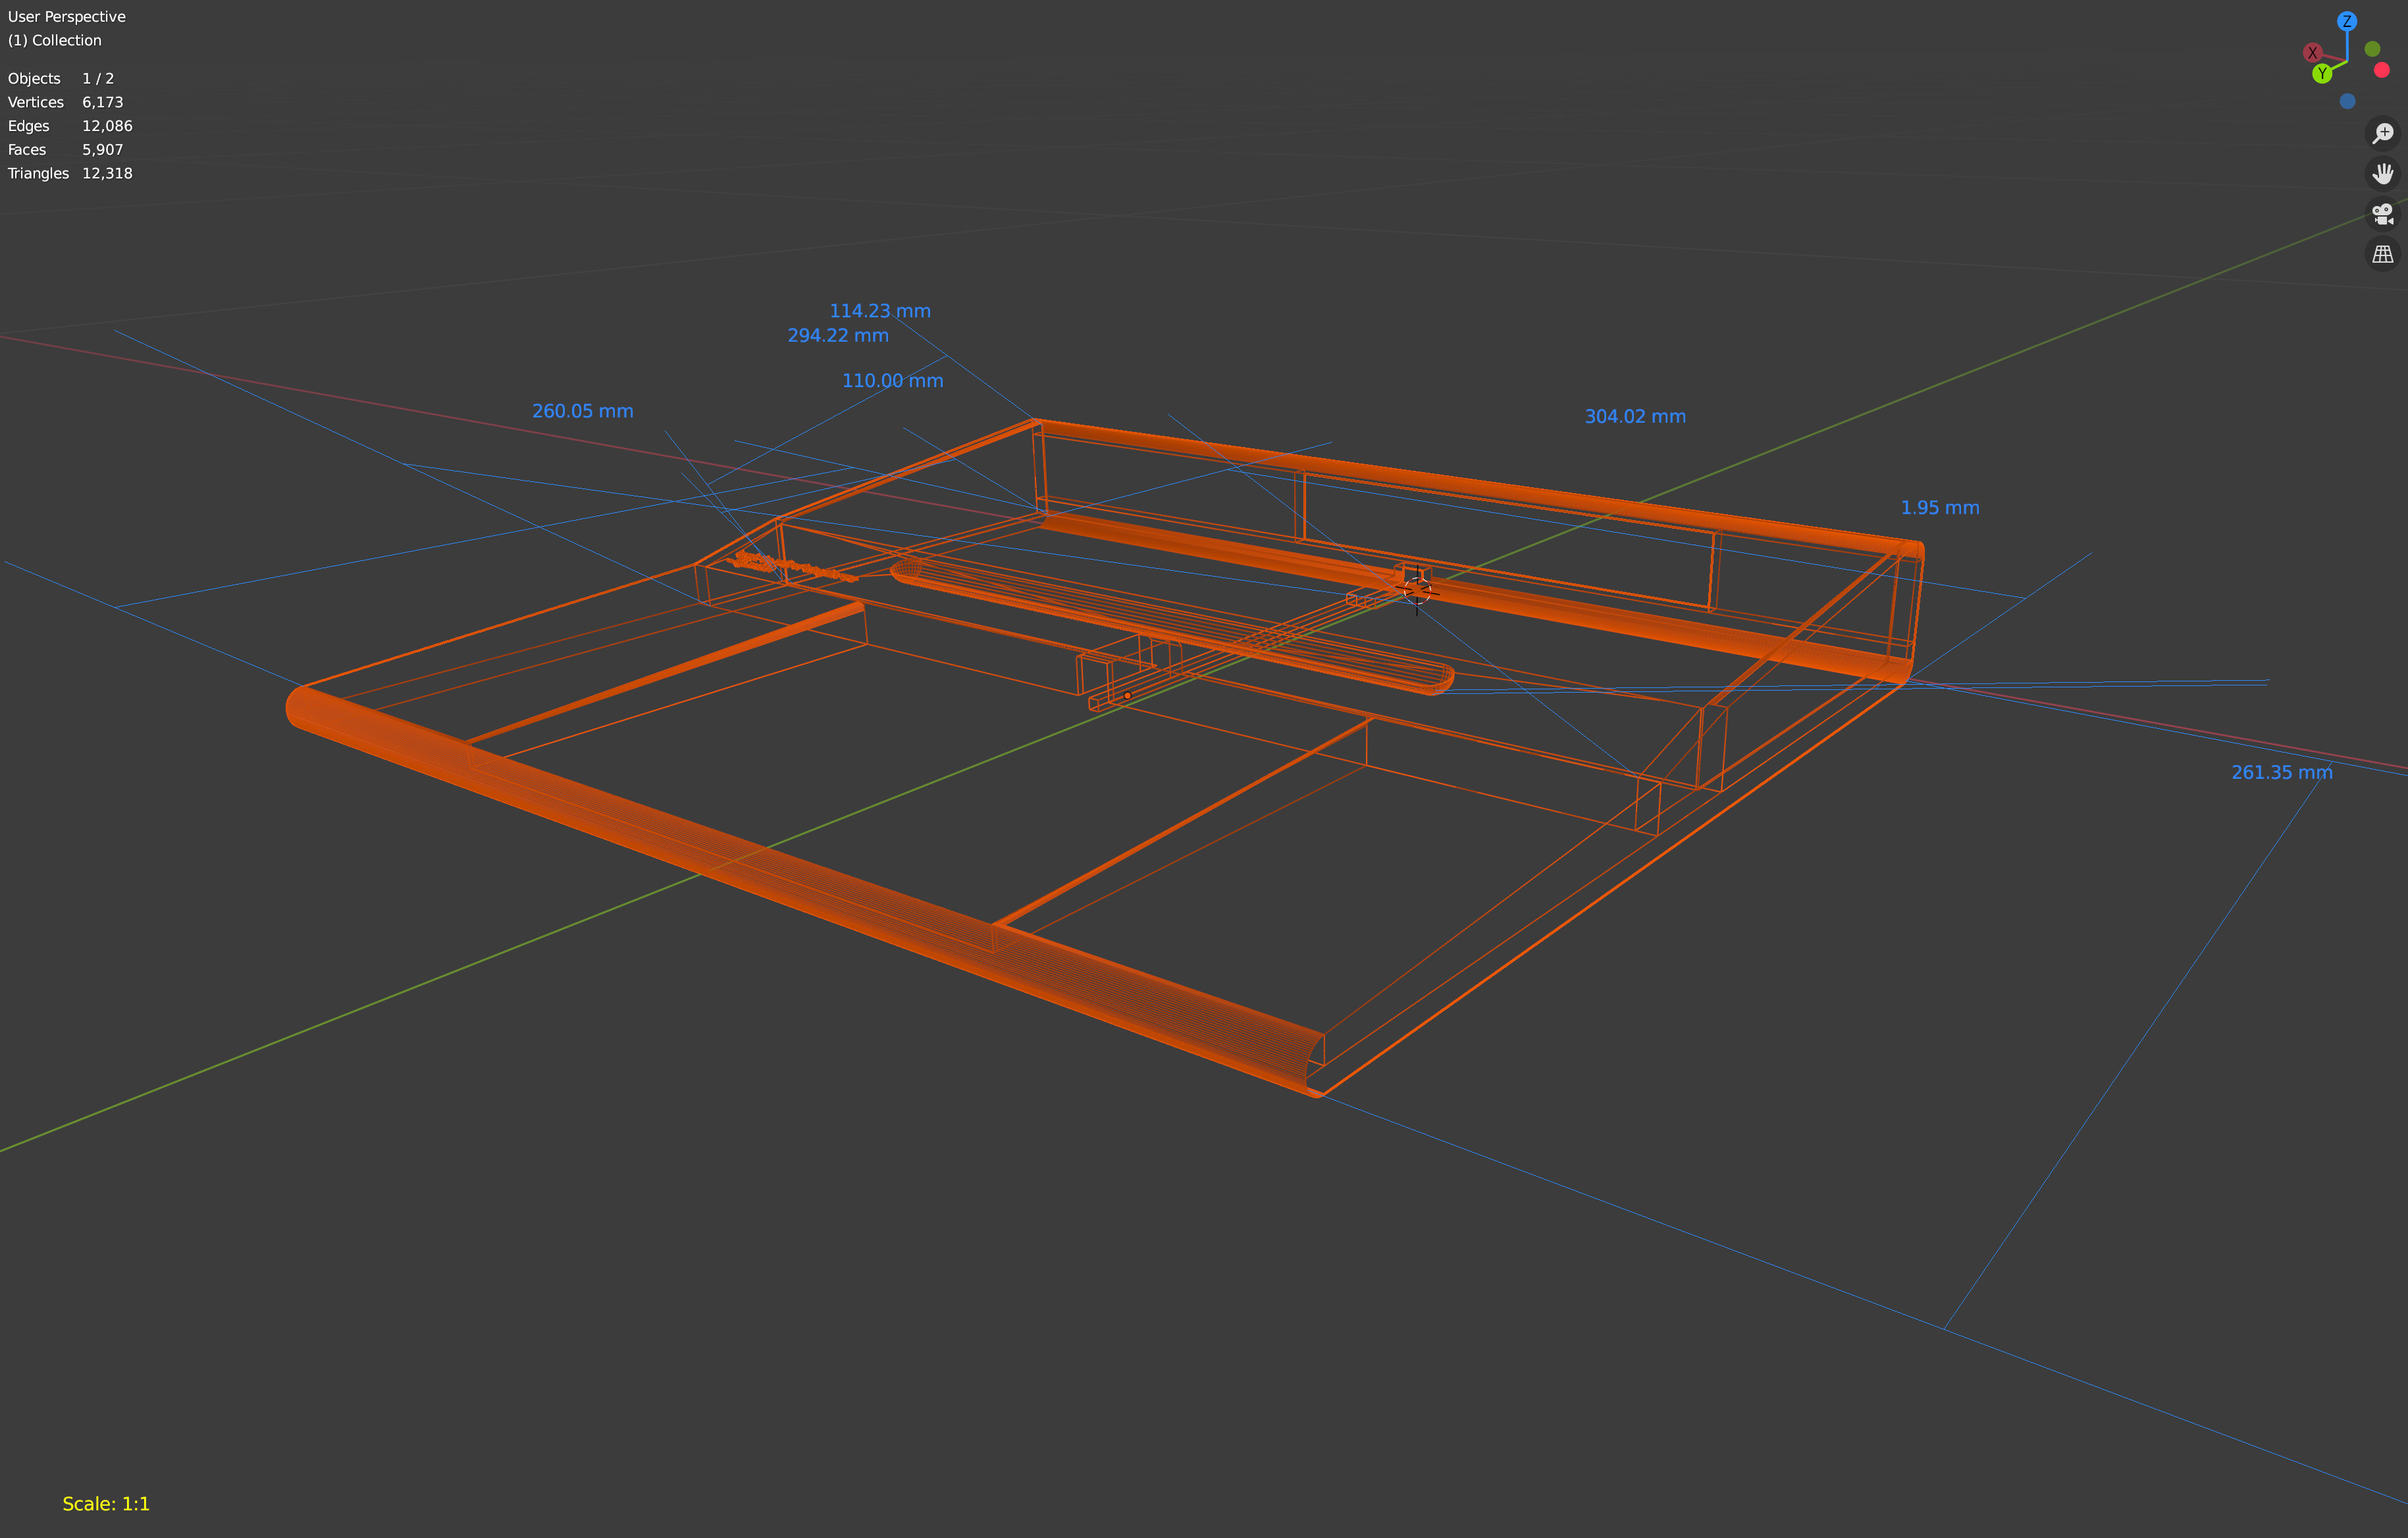 User Perspective
(1) Collection
Objects 1 / 2
Vertices 6,173
Edges 12,086
Faces 5,907
Triangles 12,318
Z
X
Y
114.23 mm
294.22 mm
110.00 mm
260.05 mm
304.02 mm
1.95 mm
261.35 mm
Scale: 1:1